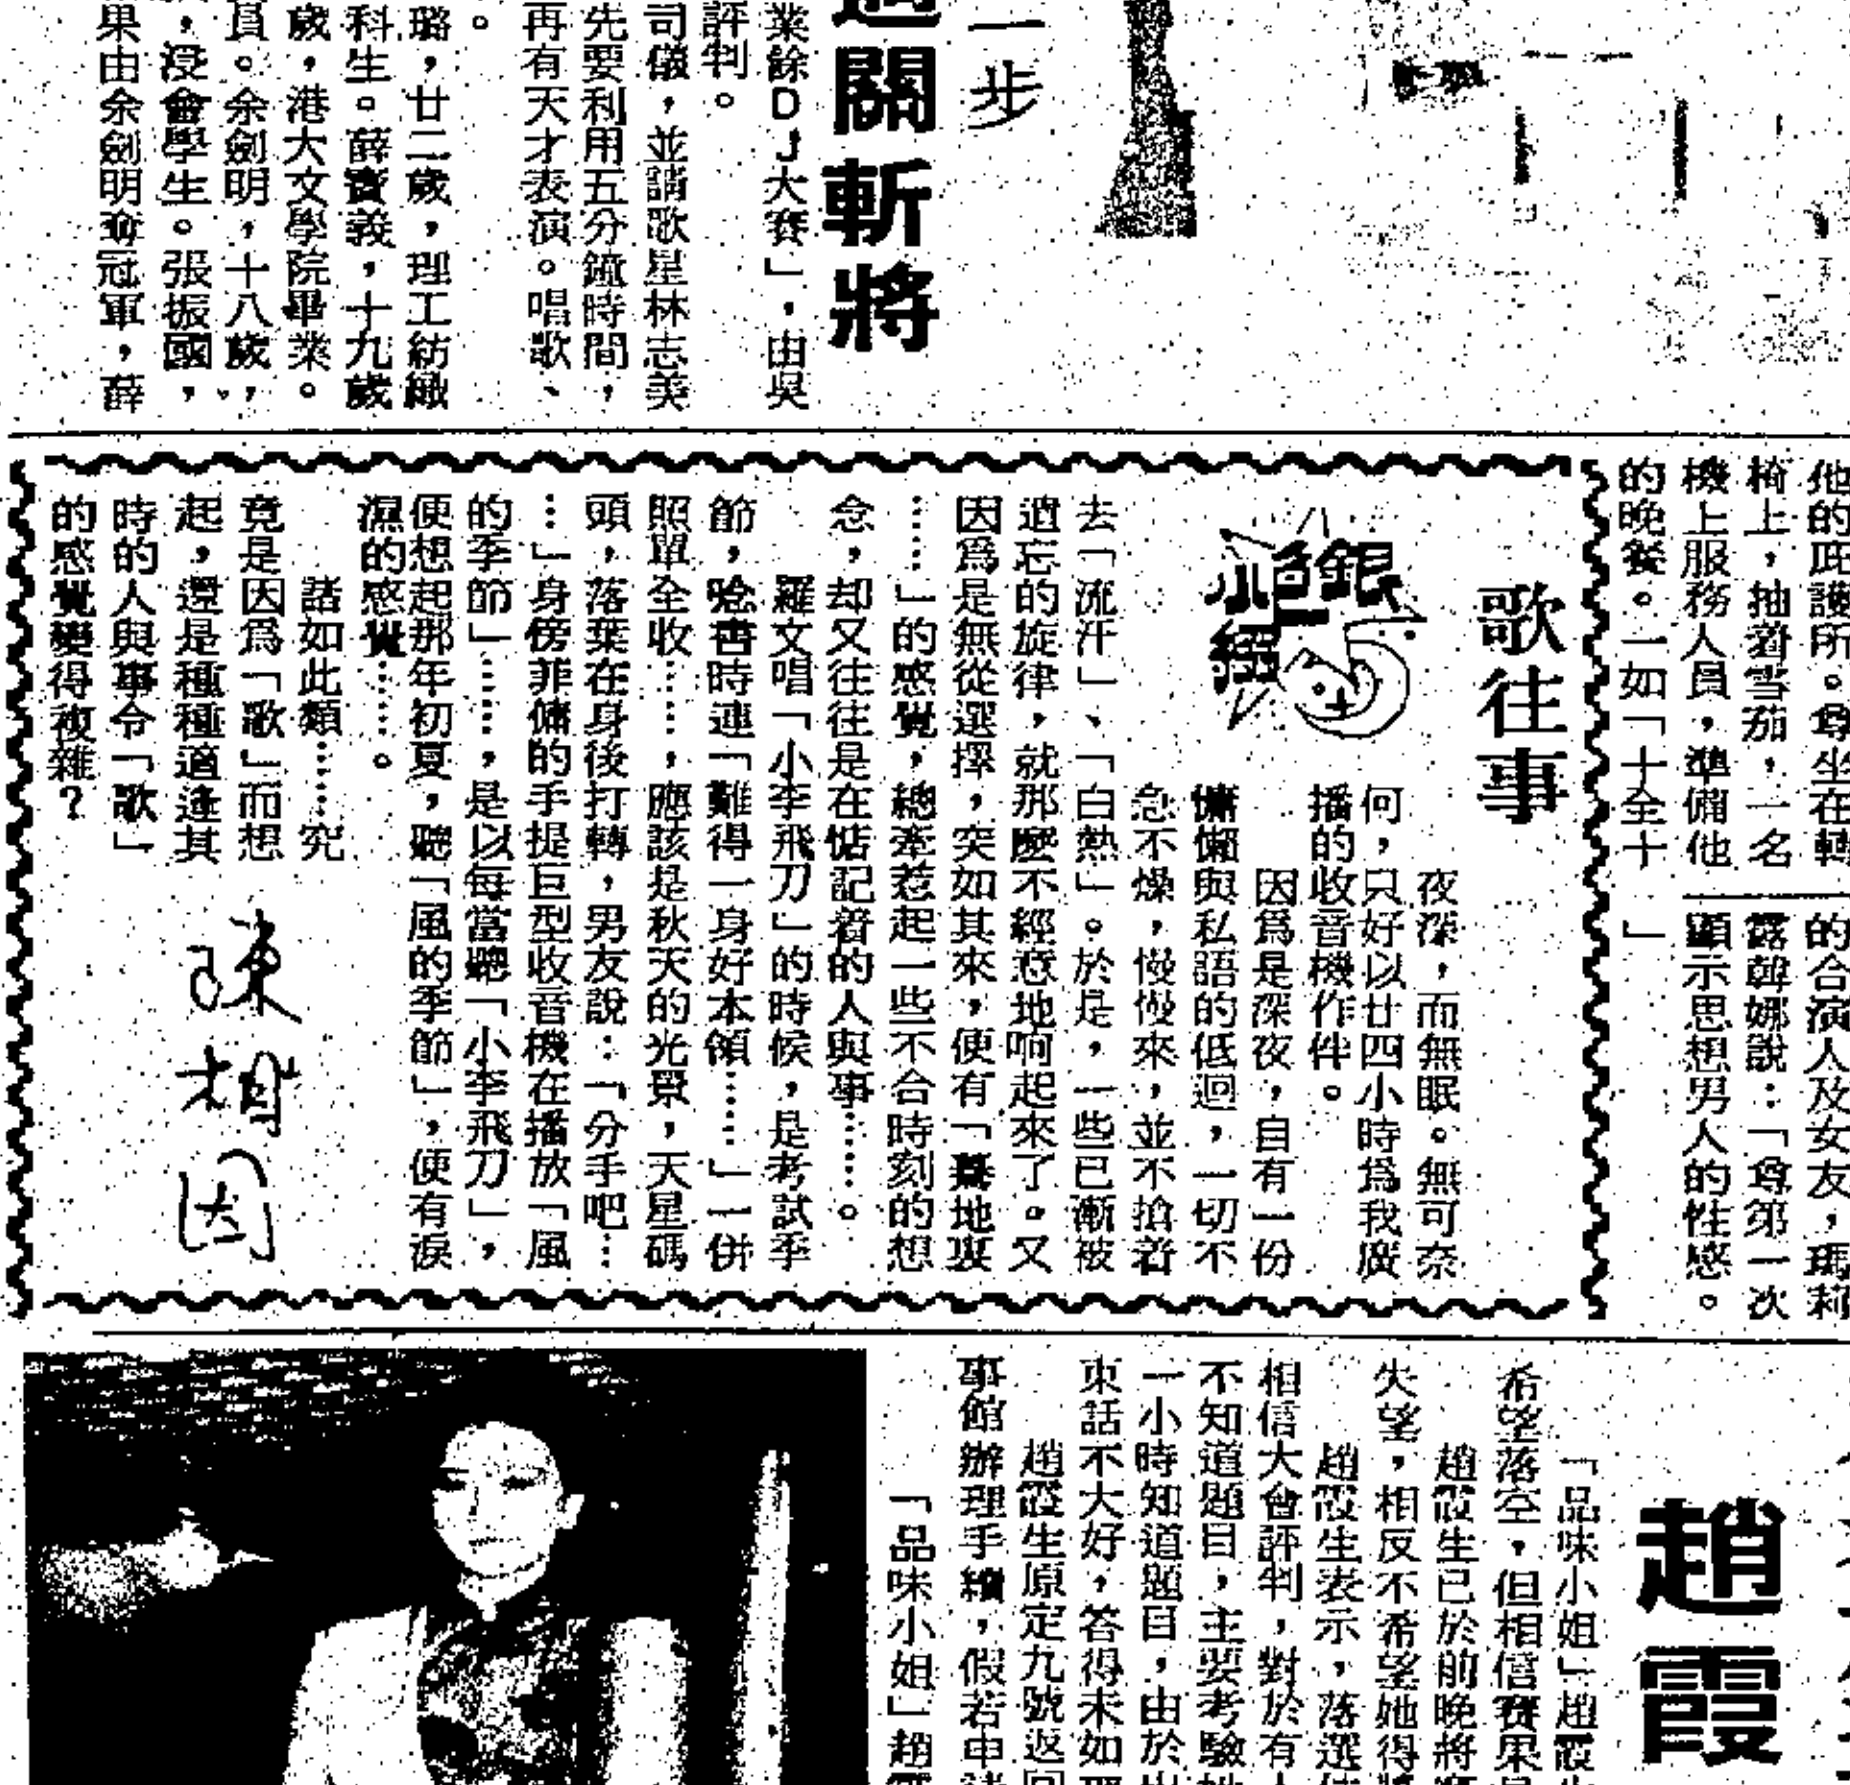 一步
過關斬將
業餘DJ大賽」，由吳
評判。
司儀，並請歌星林志美
先要利用五分鐘時間，
再有天才表演。唱歌、
。
璐，廿二歲，理工紡織
科生。薛寶義，十九歲
歲，港大文學院畢業。
員。余劍明，十八歲，
，浸會學生。張振國，
果由余劍明奪冠軍，薛
他的庇護所。尊坐在轉
椅上，抽着雪茄，一名
機上服務人員，準備他
的晚餐。一如「十全十
的合演人及女友，瑪莉
露韓娜說：「尊第一次
顯示思想男人的性感。
」
歌往事
銀色小緝
夜深，而無眠。無可奈
何，只好以廿四小時爲我廣
播的收音機作伴。
因爲是深夜，自有一份
慵懶與私語的低迴，一切不
急不燥，慢慢來，並不搶着
去「流汗」、「白熱」。於是，一些已漸被
遺忘的旋律，就那麽不經意地响起來了。又
因爲是無從選擇，突如其來，便有「驀地裏
……」的感覺，總牽惹起一些不合時刻的想
念，却又往往是在惦記着的人與事……。
羅文唱「小李飛刀」的時候，是考試季
節，唸書時連「難得一身好本領……」一併
照單全收……，應該是秋天的光景，天星碼
頭，落葉在身後打轉，男友說：「分手吧…
…」身傍菲傭的手提巨型收音機在播放「風
的季節」……，是以每當聽「小李飛刀」，
便想起那年初夏，聽「風的季節」，便有淚
濕的感覺……。
諸如此類……究
竟是因爲「歌」而想
起，還是種種適逢其
時的人與事令「歌」
的感覺變得複雜？
陳桐因
趙霞
「品味小姐」趙霞生
希望落空，但相信賽果
趙霞生已於前晚將
失望，相反不希望她得
趙霞生表示，落選
相信大會評判，對於有
不知道題目，主要考驗
一小時知道題目，由於
東話不大好，答得未如
趙霞生原定九號返回
事館辦理手續，假若申
「品味小姐」趙